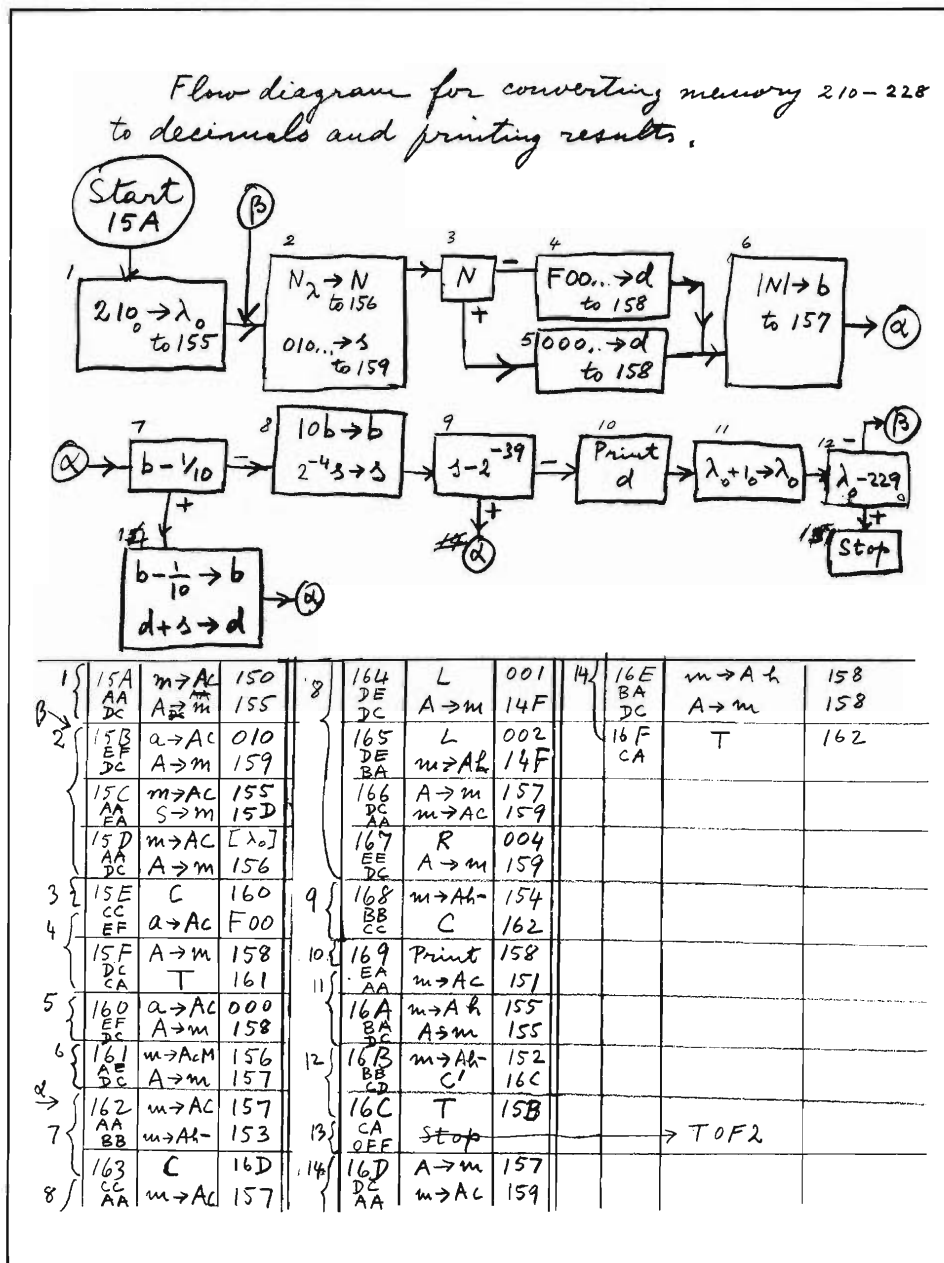 Flow diagram for converting memory 210-228
to decimals and printing results.
Start
15A
β
1
210₀→λ₀
to 155
2
N_λ→N
to 156
010...→s
to 159
3
N
−
+
4
F00...→d
to 158
5
000...→d
to 158
6
|N|→b
to 157
α
α
7
b-1/10
−
+
8
10b→b
2⁻⁴s→s
9
s-2⁻³⁹
−
+
α
10
Print
d
11
λ₀+1₀→λ₀
12
λ₀-229₀
−
β
+
Stop
14
b-1/10→b
d+s→d
α
1 15A m→Ac 150
AA
DC A→m 155
β
2 15B a→Ac 010
EF
DC A→m 159
15C m→Ac 155
AA
EA S→m 15D
15D m→AC [λ₀]
AA
DC A→m 156
3 15E C 160
CC
4 EF a→Ac F00
15F A→m 158
DC
CA T 161
5 160 a→AC 000
EF
DC A→m 158
6 161 m→AcM 156
AE
DC A→m 157
α
7 162 m→AC 157
AA
BB m→Ah- 153
163 C 16D
CC
8 AA m→AC 157
8 164 L 001
DE
DC A→m 14F
165 L 002
DE
BA m→Ah 14F
166 A→m 157
DC
AA m→AC 159
167 R 004
EE
DC A→m 159
9 168 m→Ah- 154
BB
CC C 162
10 169 Print 158
EA
11 AA m→AC 151
16A m→Ah 155
BA
DC A→m 155
12 16B m→Ah- 152
BB
CD C' 16C
16C T 15B
CA
13 OFF Stop → TOF2
14 16D A→m 157
DC
AA m→AC 159
14 16E m→Ah 158
BA
DC A→m 158
16F T 162
CA